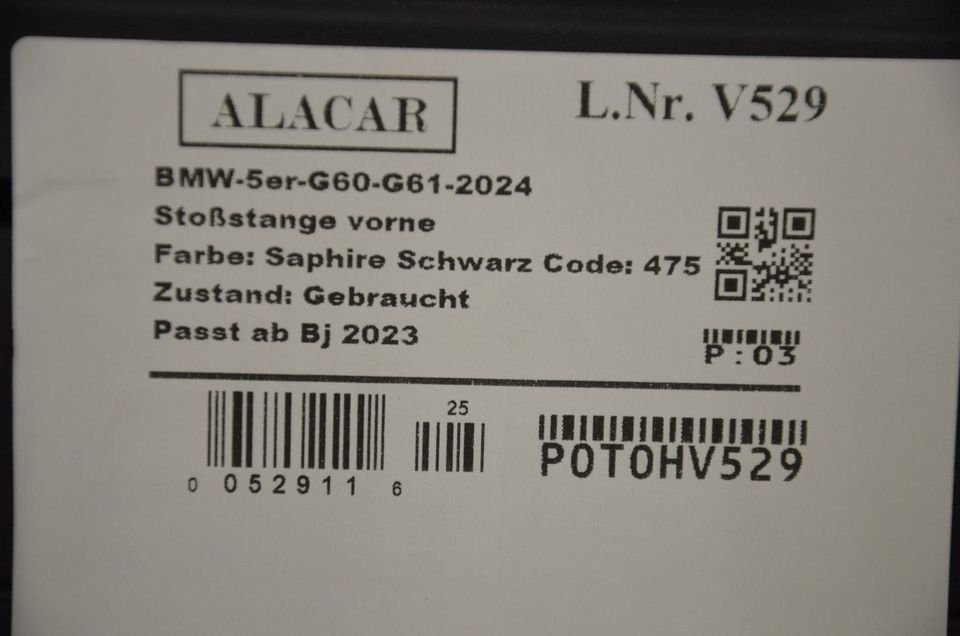 ALACAR
L.Nr. V529
BMW-5er-G60-G61-2024
Stoßstange vorne
Farbe: Saphire Schwarz Code: 475
Zustand: Gebraucht
Passt ab Bj 2023
P:03
25
0 052911 6
P0T0HV529